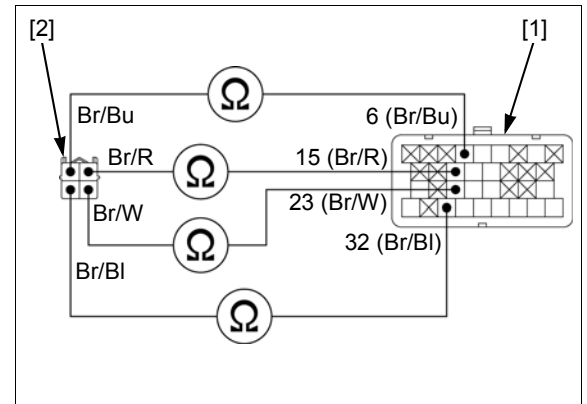 [2]
[1]
Ω
Br/Bu
6 (Br/Bu)
Br/R
Ω
15 (Br/R)
23 (Br/W)
Br/W
Ω
32 (Br/Bl)
Br/Bl
Ω